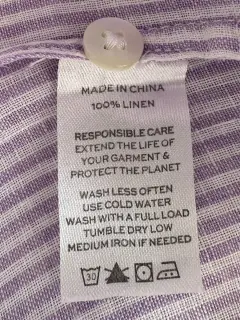 MADE IN CHINA
100% LINEN
RESPONSIBLE CARE
EXTEND THE LIFE OF
YOUR GARMENT &
PROTECT THE PLANET
WASH LESS OFTEN
USE COLD WATER
WASH WITH A FULL LOAD
TUMBLE DRY LOW
MEDIUM IRON IF NEEDED
30